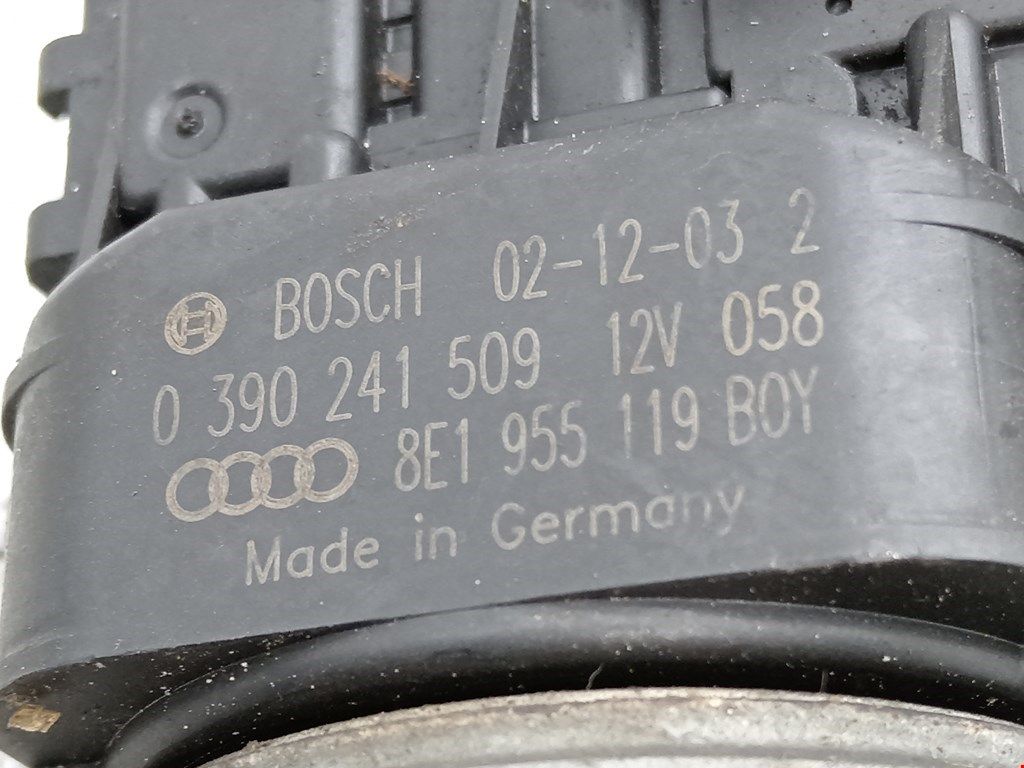 BOSCH 02-12-03 2
0 390 241 509 12V 058
8E1 955 119 BOY
Made in Germany